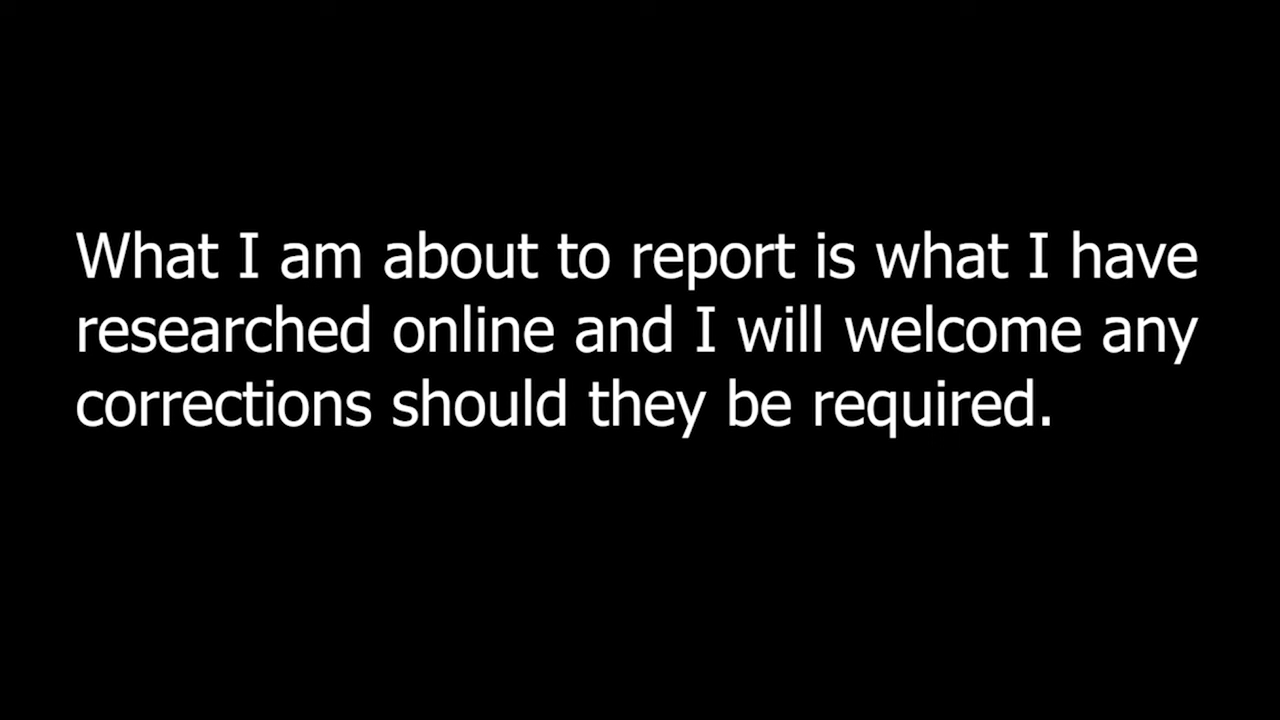 What I am about to report is what I have
researched online and I will welcome any
corrections should they be required.